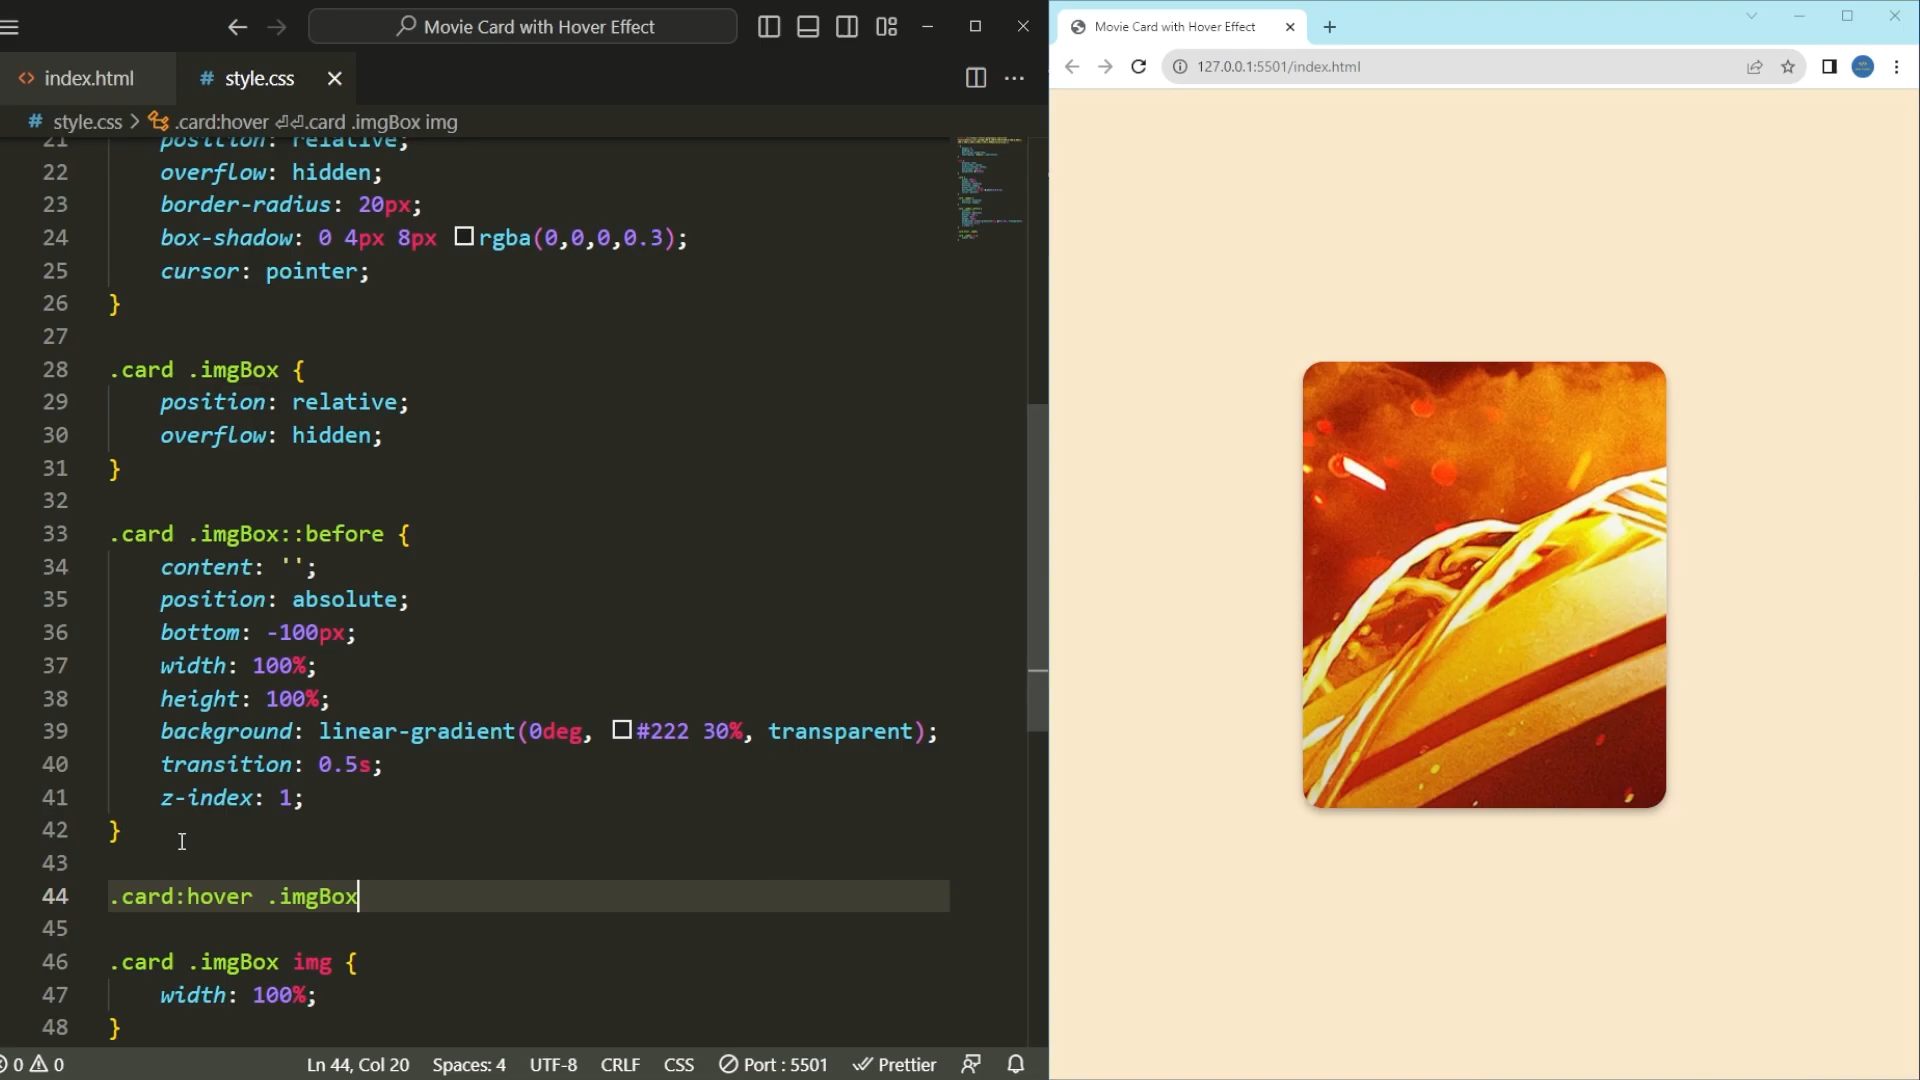 Movie Card with Hover Effect
index.html
# style.css
# style.css > .card:hover ⏎⏎.card .imgBox img
21 position: relative;
22 overflow: hidden;
23 border-radius: 20px;
24 box-shadow: 0 4px 8px rgba(0,0,0,0.3);
25 cursor: pointer;
26 }
27
28 .card .imgBox {
29 position: relative;
30 overflow: hidden;
31 }
32
33 .card .imgBox::before {
34 content: '';
35 position: absolute;
36 bottom: -100px;
37 width: 100%;
38 height: 100%;
39 background: linear-gradient(0deg, #222 30%, transparent);
40 transition: 0.5s;
41 z-index: 1;
42 }
43
44 .card:hover .imgBox
45
46 .card .imgBox img {
47 width: 100%;
48 }
0 0 Ln 44, Col 20 Spaces: 4 UTF-8 CRLF CSS Port : 5501 Prettier
Movie Card with Hover Effect
127.0.0.1:5501/index.html